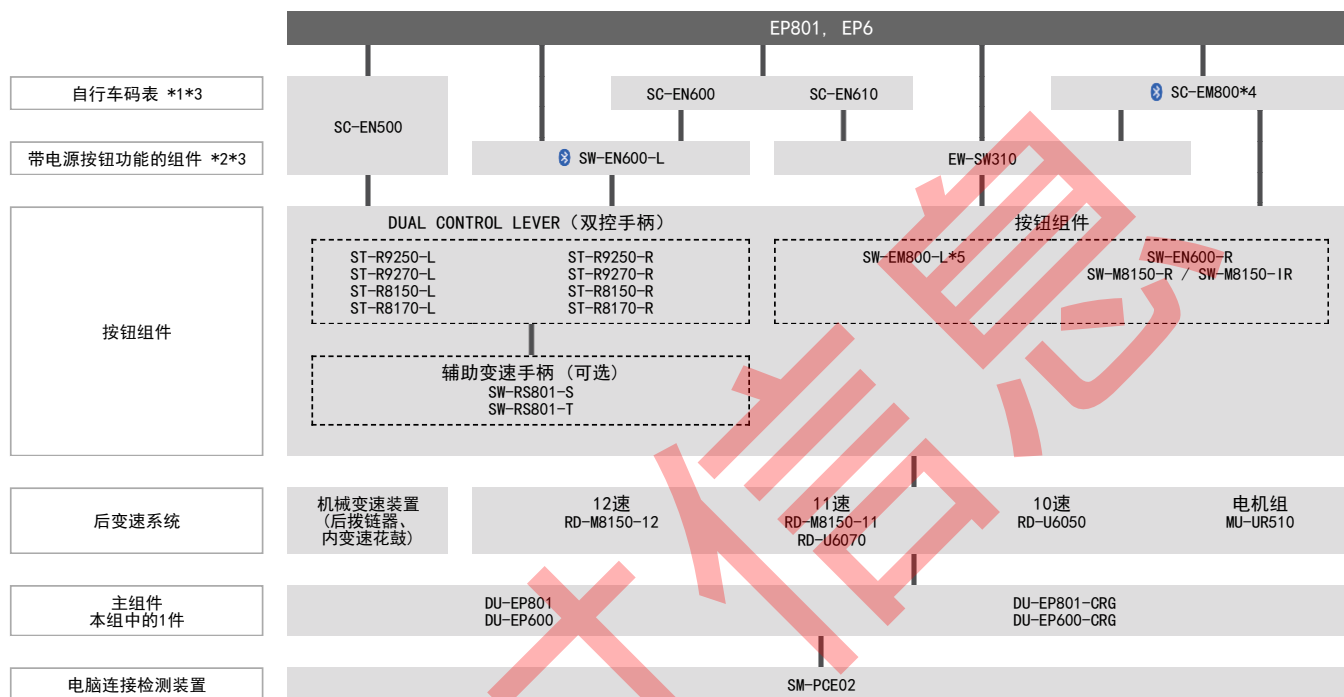 EP801, EP6
自行车码表 *1*3
SC-EN500
SC-EN600
SC-EN610
SC-EM800*4
带电源按钮功能的组件 *2*3
SW-EN600-L
EW-SW310
按钮组件
DUAL CONTROL LEVER（双控手柄）
ST-R9250-L
ST-R9270-L
ST-R8150-L
ST-R8170-L
ST-R9250-R
ST-R9270-R
ST-R8150-R
ST-R8170-R
辅助变速手柄（可选）
SW-RS801-S
SW-RS801-T
按钮组件
SW-EM800-L*5
SW-EN600-R
SW-M8150-R / SW-M8150-IR
后变速系统
机械变速装置
(后拨链器、
内变速花鼓)
12速
RD-M8150-12
11速
RD-M8150-11
RD-U6070
10速
RD-U6050
电机组
MU-UR510
主组件
本组中的1件
DU-EP801
DU-EP600
DU-EP801-CRG
DU-EP600-CRG
电脑连接检测装置
SM-PCE02
信息